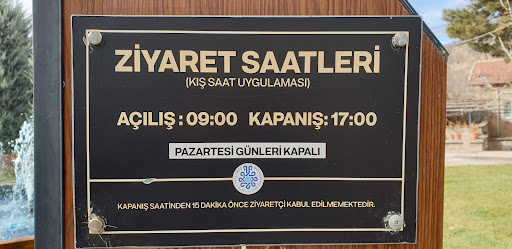 ZİYARET SAATLERİ
(KIŞ SAAT UYGULAMASI)
AÇILIŞ : 09:00 KAPANIŞ: 17:00
PAZARTESİ GÜNLERİ KAPALI
KAPANIŞ SAATİNDEN 15 DAKİKA ÖNCE ZİYARETÇİ KABUL EDİLMEMEKTEDİR.